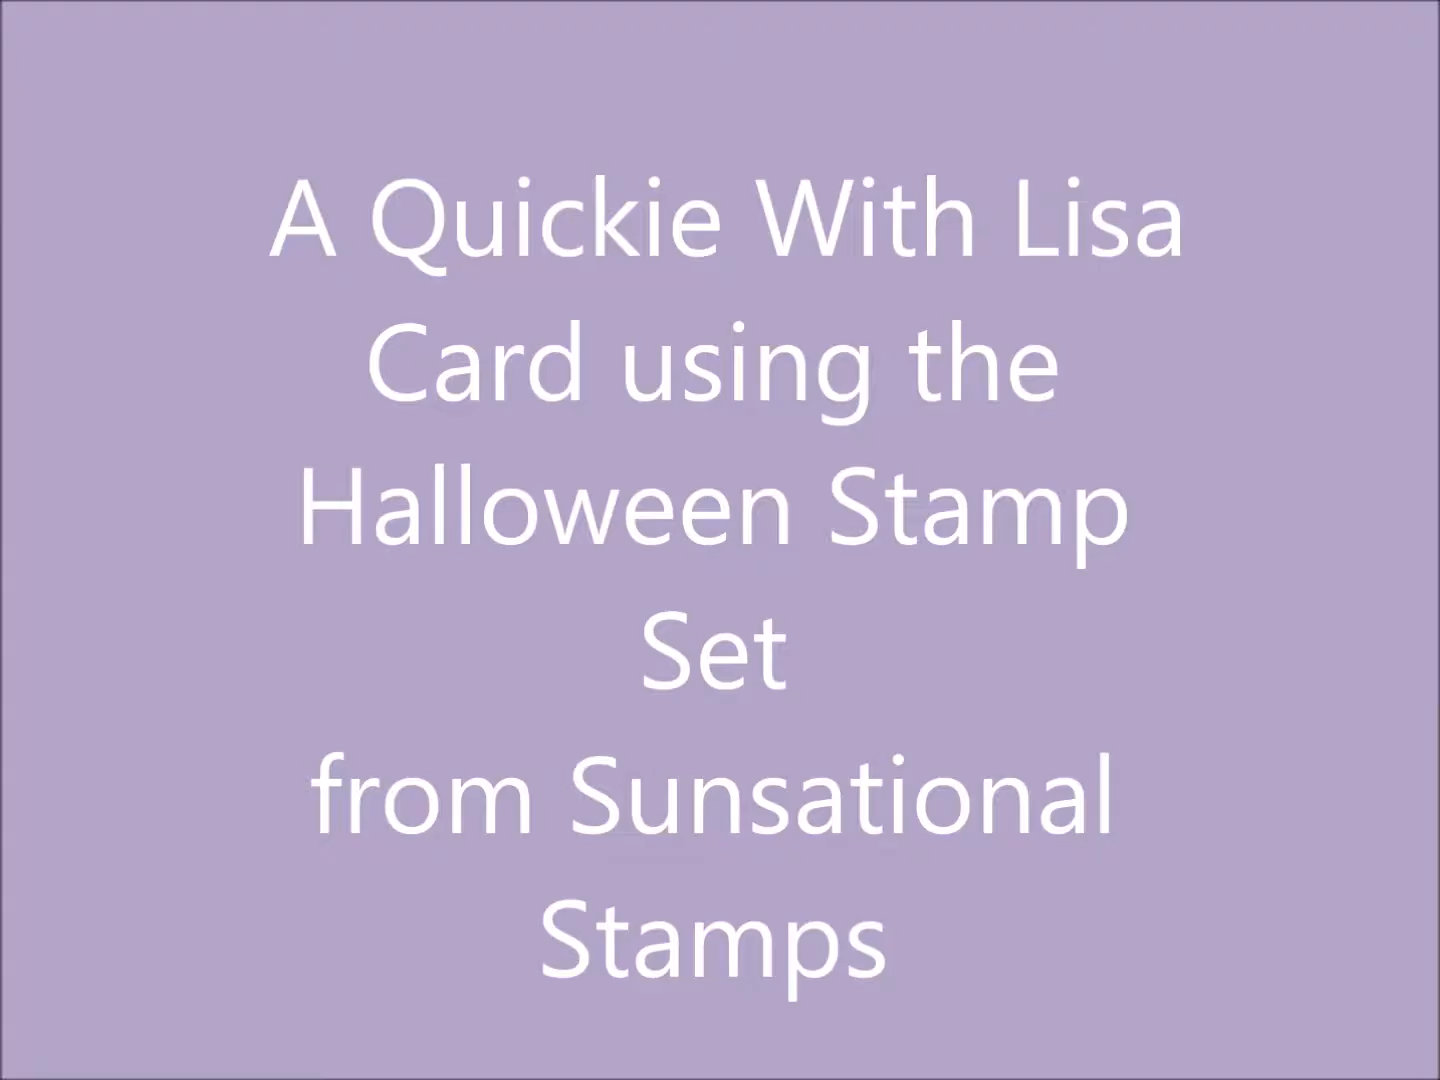 A Quickie With Lisa
Card using the
Halloween Stamp
Set
from Sunsational
Stamps